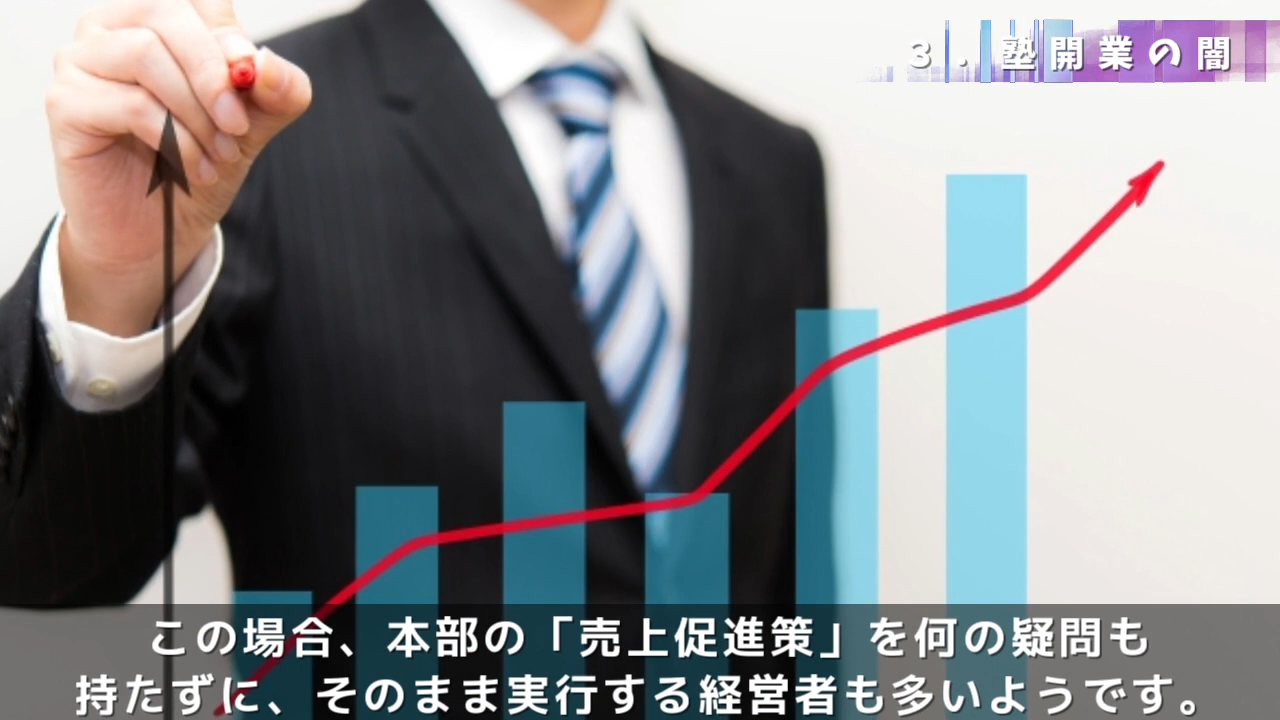 ３．塾開業の闇
この場合、本部の「売上促進策」を何の疑問も
持たずに、そのまま実行する経営者も多いようです。